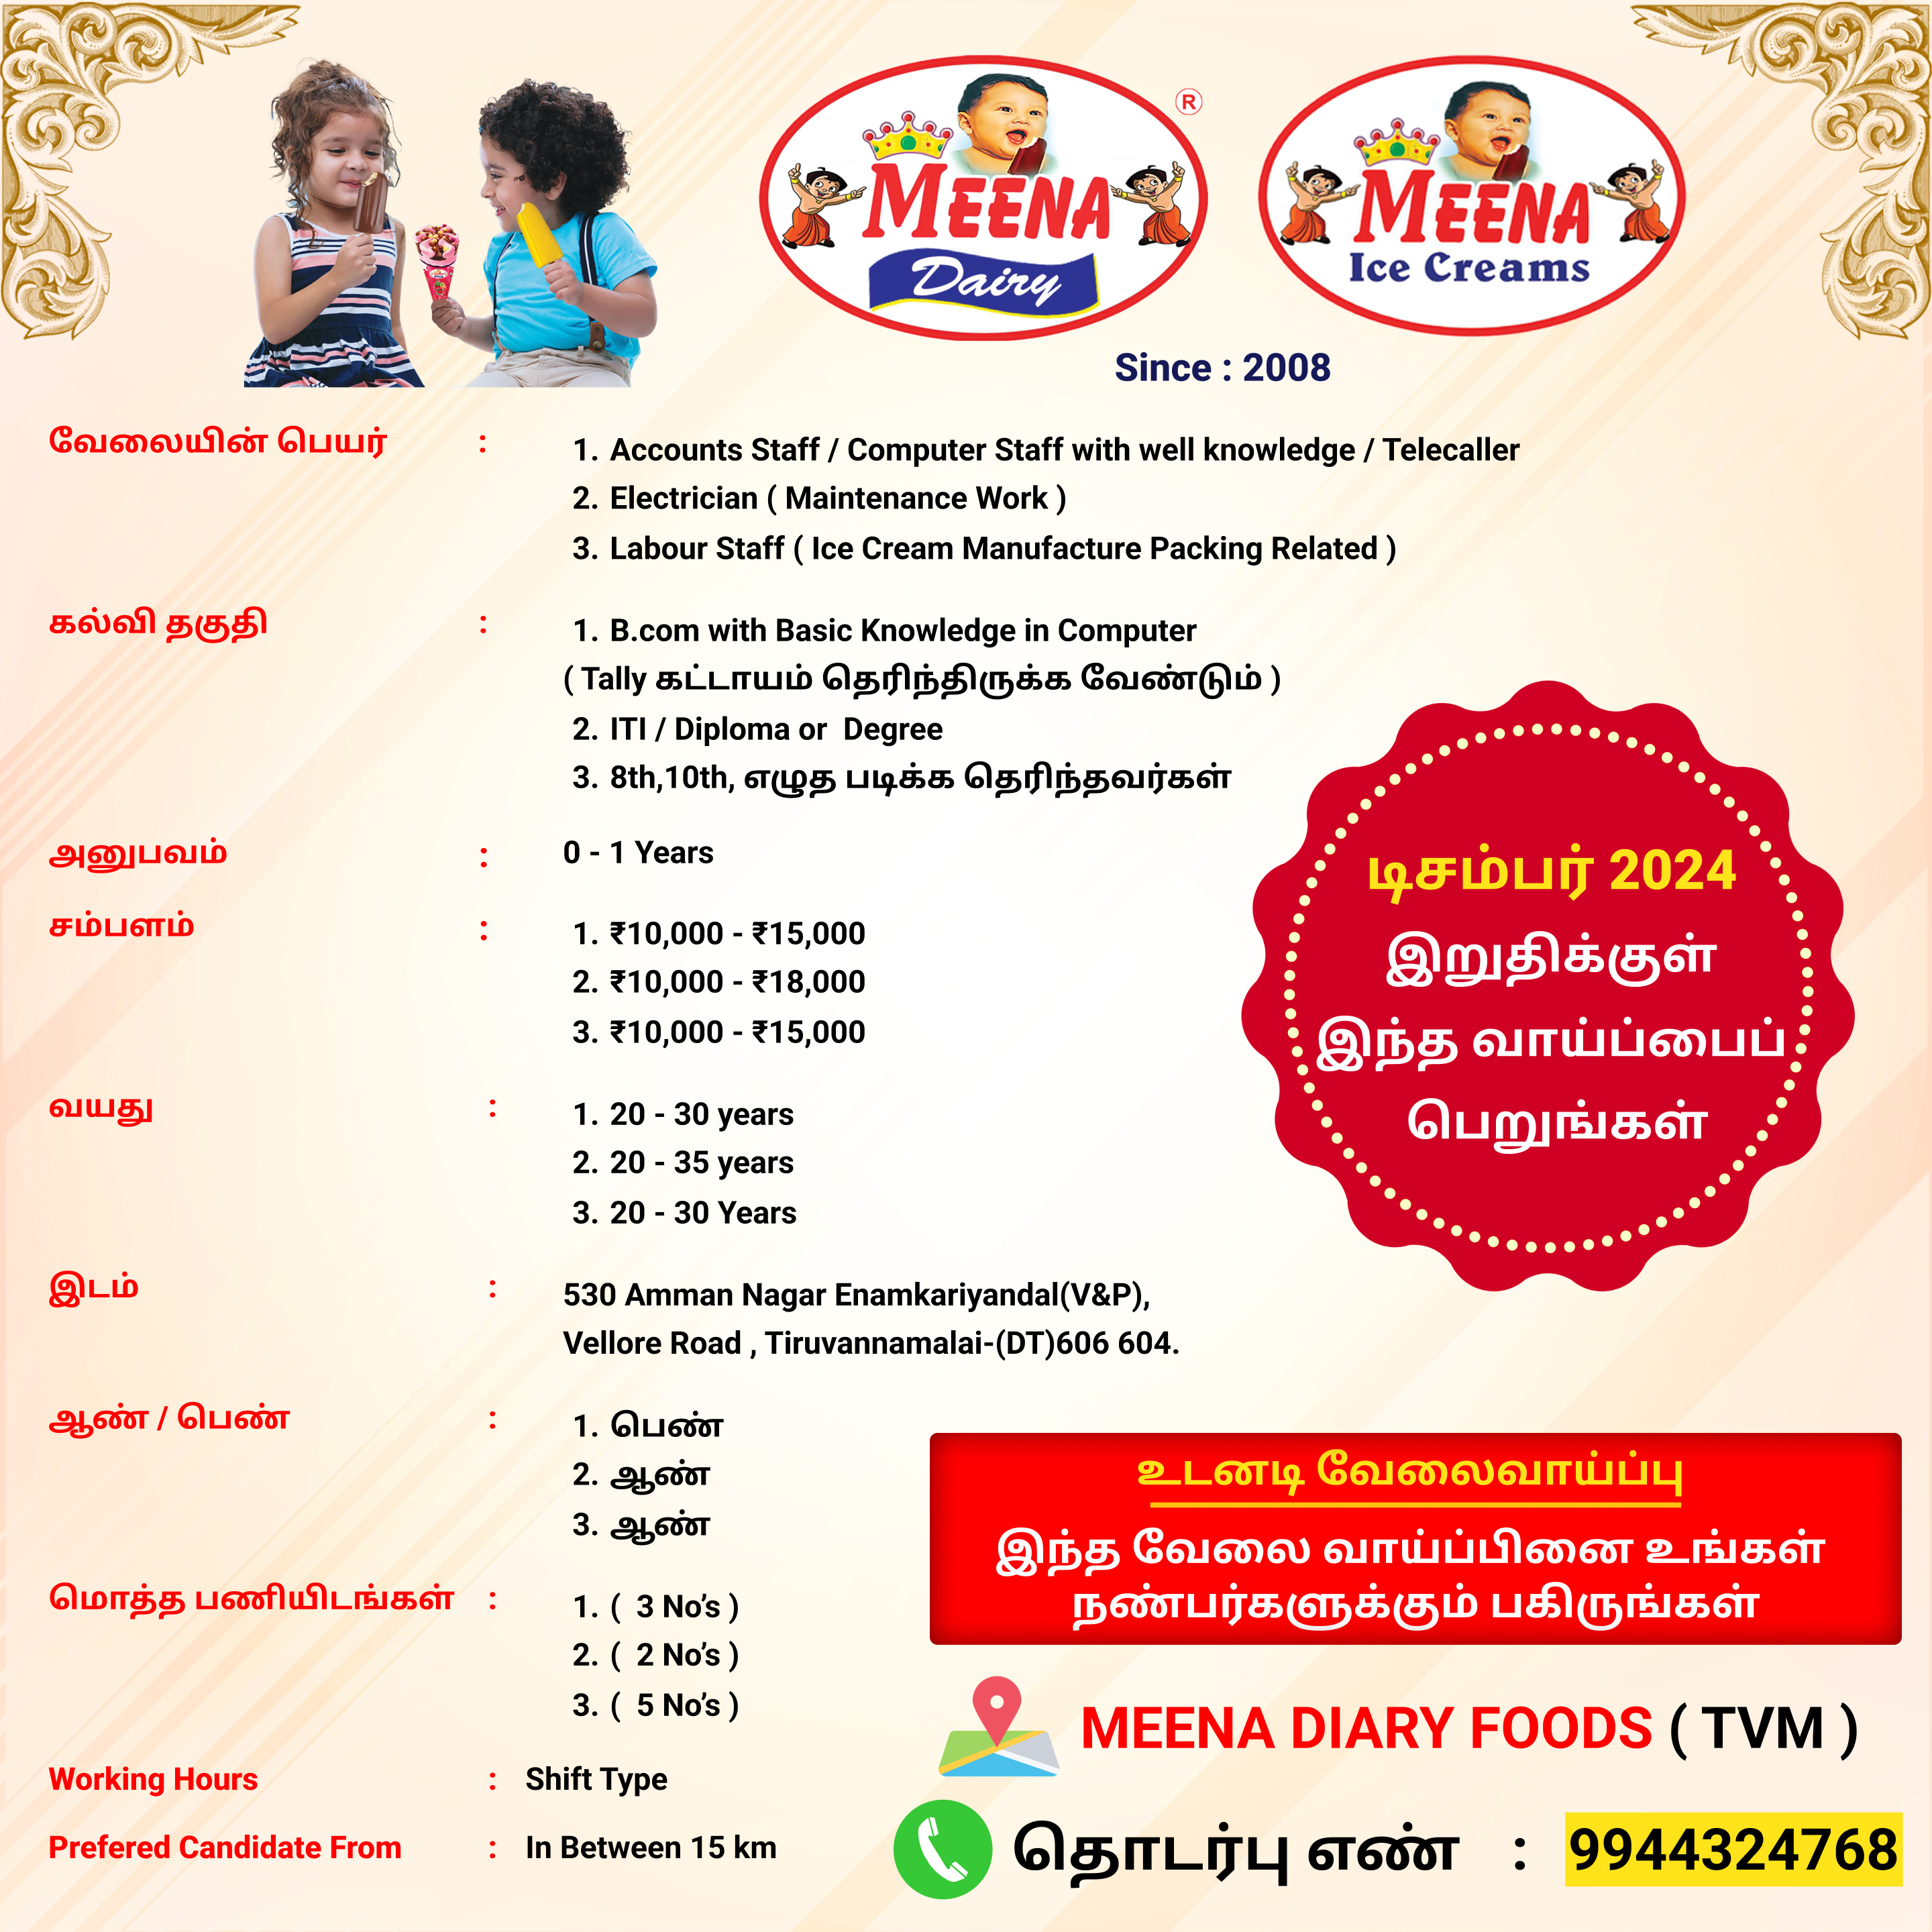 MEENA
Dairy
®
MEENA
Ice Creams
Since : 2008
வேலையின் பெயர் :
1. Accounts Staff / Computer Staff with well knowledge / Telecaller
2. Electrician ( Maintenance Work )
3. Labour Staff ( Ice Cream Manufacture Packing Related )
கல்வி தகுதி :
1. B.com with Basic Knowledge in Computer
( Tally கட்டாயம் தெரிந்திருக்க வேண்டும் )
2. ITI / Diploma or Degree
3. 8th,10th, எழுத படிக்க தெரிந்தவர்கள்
அனுபவம் : 0 - 1 Years
சம்பளம் :
1. ₹10,000 - ₹15,000
2. ₹10,000 - ₹18,000
3. ₹10,000 - ₹15,000
டிசம்பர் 2024
இறுதிக்குள்
இந்த வாய்ப்பைப்
பெறுங்கள்
வயது :
1. 20 - 30 years
2. 20 - 35 years
3. 20 - 30 Years
இடம் :
530 Amman Nagar Enamkariyandal(V&P),
Vellore Road , Tiruvannamalai-(DT)606 604.
ஆண் / பெண் :
1. பெண்
2. ஆண்
3. ஆண்
மொத்த பணியிடங்கள் :
1. ( 3 No’s )
2. ( 2 No’s )
3. ( 5 No’s )
Working Hours : Shift Type
Prefered Candidate From : In Between 15 km
உடனடி வேலைவாய்ப்பு
இந்த வேலை வாய்ப்பினை உங்கள்
நண்பர்களுக்கும் பகிருங்கள்
MEENA DIARY FOODS ( TVM )
தொடர்பு எண் : 9944324768